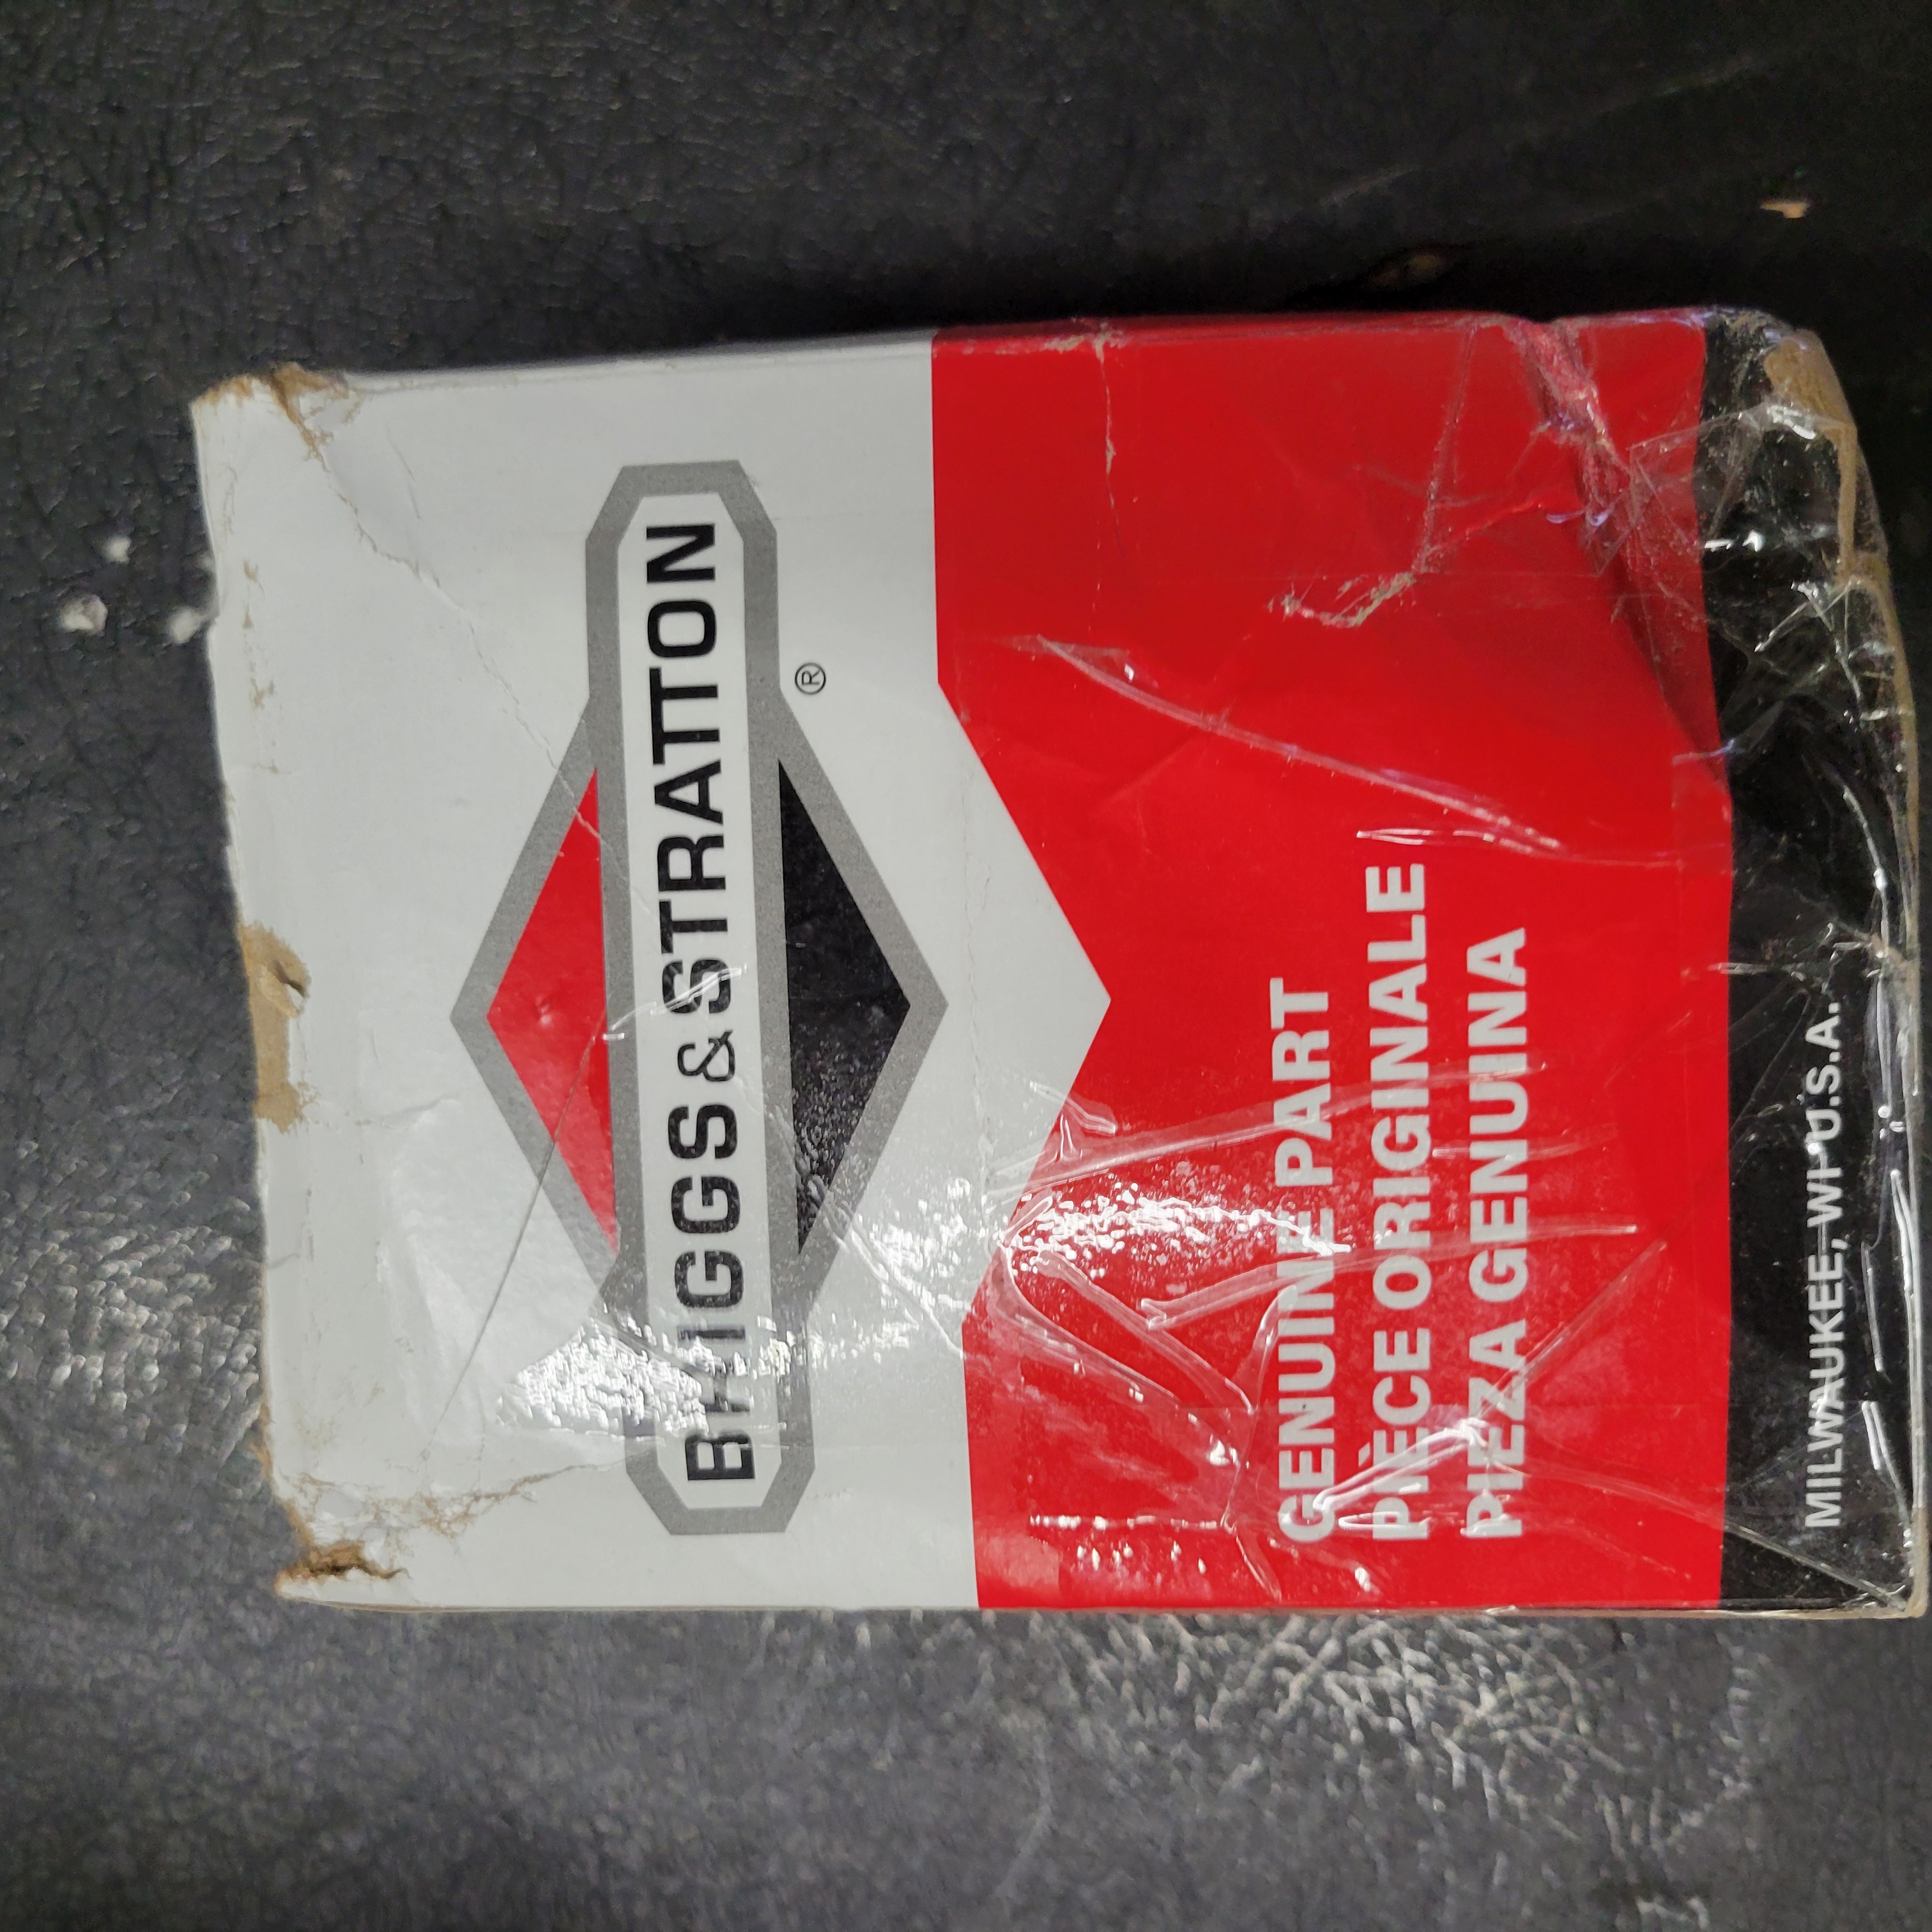 BRIGGS & STRATTON
®
GENUINE PART
PIÈCE ORIGINALE
PIEZA GENUINA
MILWAUKEE, WI U.S.A.